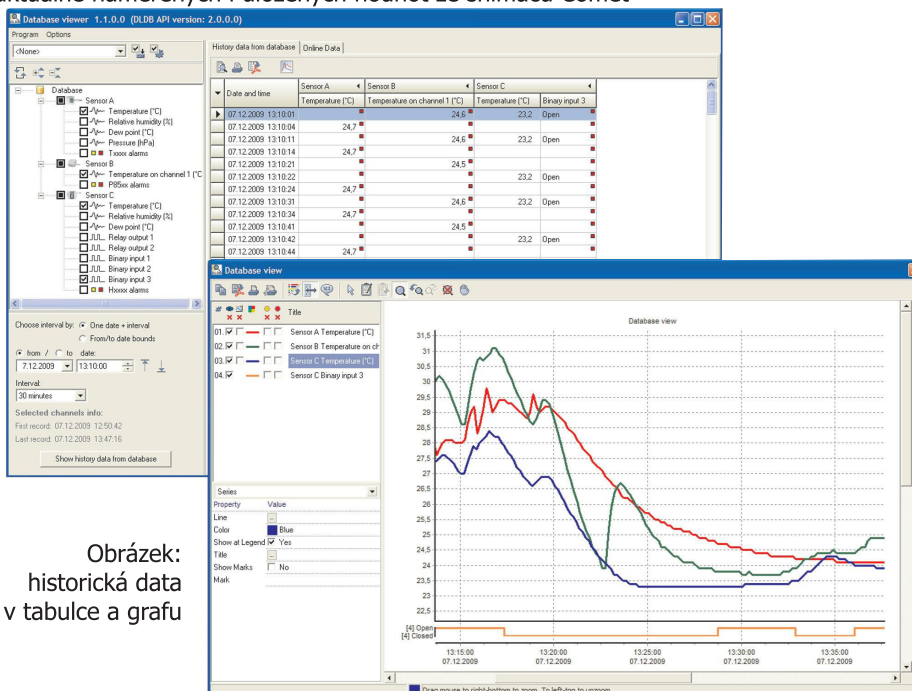 aktuálně naměřených i uložených hodnot ze snímačů Comet
Database viewer 1.1.0.0 (DLDB API version: 2.0.0.0)
Program Options
<None>
History data from database Online Data
Database
Sensor A
Temperature (°C)
Relative humidity (%)
Dew point (°C)
Pressure (hPa)
Txxxx alarms
Sensor B
Temperature on channel 1 (°C
P85xx alarms
Sensor C
Temperature (°C)
Relative humidity (%)
Dew point (°C)
Relay output 1
Relay output 2
Binary input 1
Binary input 2
Binary input 3
Hxxxx alarms
Date and time Sensor A Sensor B Sensor C
Temperature (°C) Temperature on channel 1 (°C) Temperature (°C) Binary input 3
07.12.2009 13:10:01 24,6 23,2 Open
07.12.2009 13:10:04 24,7
07.12.2009 13:10:11 24,6 23,2 Open
07.12.2009 13:10:14 24,7
07.12.2009 13:10:21 24,5
07.12.2009 13:10:22 23,2 Open
07.12.2009 13:10:24 24,7
07.12.2009 13:10:31 24,6 23,2 Open
07.12.2009 13:10:34 24,7
07.12.2009 13:10:41 24,5
07.12.2009 13:10:42 23,2 Open
07.12.2009 13:10:44 24,7
Choose interval by: One date + interval
From/to date bounds
from / to date:
7.12.2009 13:10:00
Interval:
30 minutes
Selected channels info:
First record: 07.12.2009 12:50:42
Last record: 07.12.2009 13:47:16
Show history data from database
Database view
# Title
01. Sensor A Temperature (°C)
02. Sensor B Temperature on ch
03. Sensor C Temperature (°C)
04. Sensor C Binary input 3
Series
Property Value
Line ...
Color Blue
Show at Legend Yes
Title ...
Show Marks No
Mark
Database view
31,5
31
30,5
30
29,5
29
28,5
28
27,5
27
26,5
26
25,5
25
24,5
24
23,5
23
22,5
[4] Open
[4] Closed
13:15:00 13:20:00 13:25:00 13:30:00 13:35:00
07.12.2009 07.12.2009 07.12.2009 07.12.2009 07.12.2009
Drag mouse to right-bottom to zoom. To left-top to unzoom.
Obrázek:
historická data
v tabulce a grafu